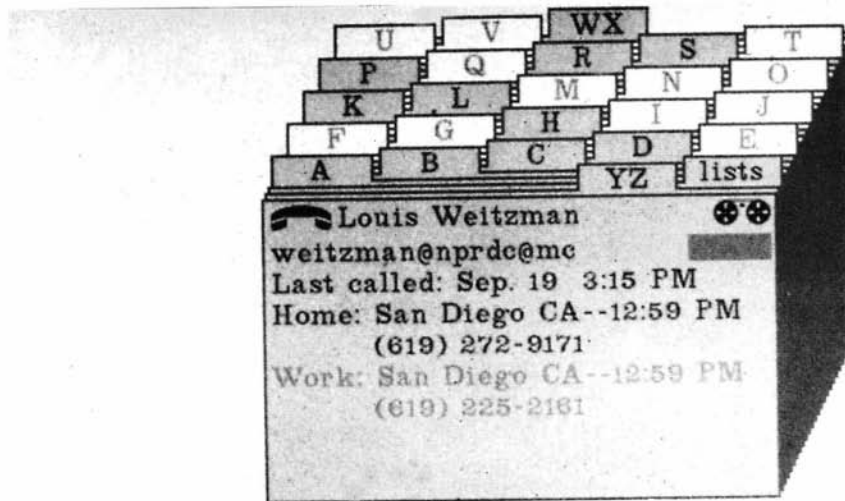 U V WX
P Q R S T
K L M N O
F G H I J
A B C D E
YZ lists
Louis Weitzman
weitzman@nprdc@mc
Last called: Sep. 19 3:15 PM
Home: San Diego CA--12:59 PM
(619) 272-9171
Work: San Diego CA--12:59 PM
(619) 225-2161